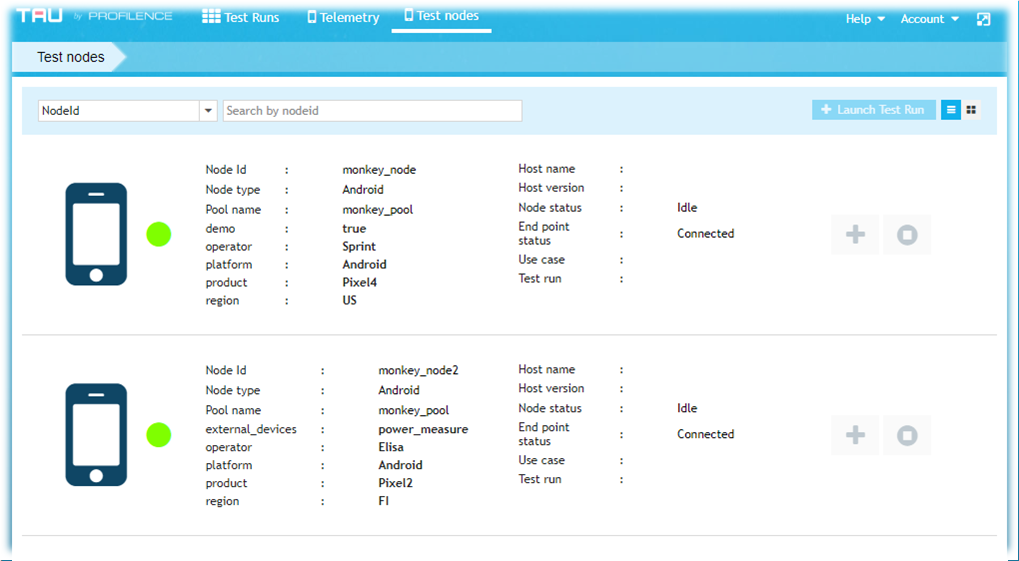 TAU by PROFILENCE Test Runs Telemetry Test nodes Help Account
Test nodes
NodeId Search by nodeid + Launch Test Run
Node Id : monkey_node
Node type : Android
Pool name : monkey_pool
demo : true
operator : Sprint
platform : Android
product : Pixel4
region : US
Host name :
Host version :
Node status : Idle
End point
status : Connected
Use case :
Test run :
Node Id : monkey_node2
Node type : Android
Pool name : monkey_pool
external_devices : power_measure
operator : Elisa
platform : Android
product : Pixel2
region : FI
Host name :
Host version :
Node status : Idle
End point
status : Connected
Use case :
Test run :